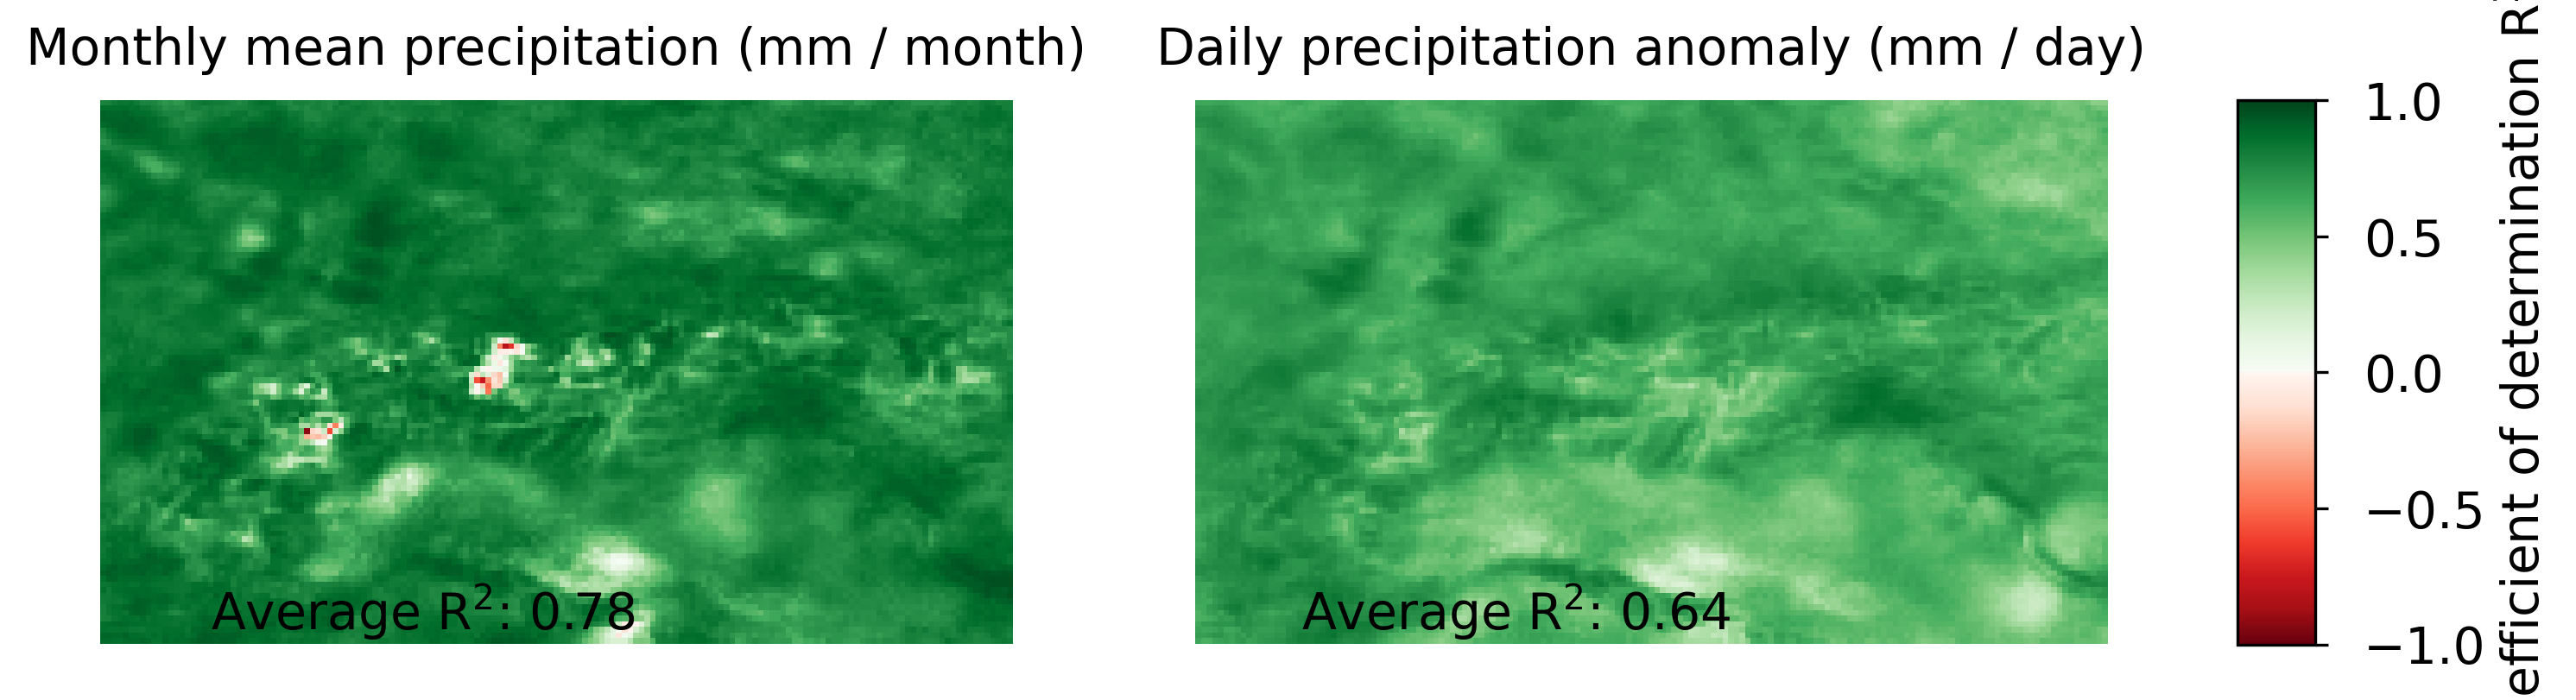 Monthly mean precipitation (mm / month)
Daily precipitation anomaly (mm / day)
Average R²: 0.78
Average R²: 0.64
1.0
0.5
0.0
−0.5
−1.0
efficient of determination R